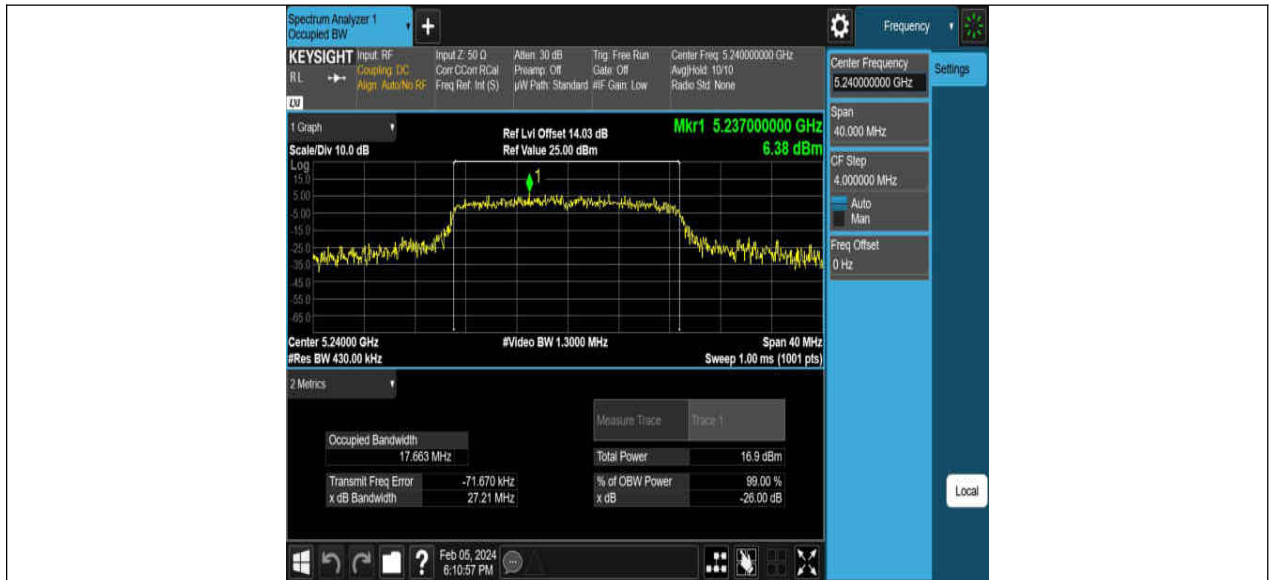 Spectrum Analyzer 1
Occupied BW
+
Frequency
KEYSIGHT
RL
LXI
Input: RF
Coupling: DC
Align: Auto/No RF
Input Z: 50 Ω
Corr CCorr RCal
Freq Ref: Int (S)
Atten: 30 dB
Preamp: Off
µW Path: Standard
Trig: Free Run
Gate: Off
#IF Gain: Low
Center Freq: 5.240000000 GHz
Avg|Hold: 10/10
Radio Std: None
Center Frequency
5.240000000 GHz
Settings
Span
40.000 MHz
CF Step
4.000000 MHz
Auto
Man
Freq Offset
0 Hz
Local
1 Graph
Scale/Div 10.0 dB
Ref Lvl Offset 14.03 dB
Ref Value 25.00 dBm
Mkr1 5.237000000 GHz
6.38 dBm
Log
15.0
5.00
-5.00
-15.0
-25.0
-35.0
-45.0
-55.0
-65.0
1
Center 5.24000 GHz
#Video BW 1.3000 MHz
Span 40 MHz
#Res BW 430.00 kHz
Sweep 1.00 ms (1001 pts)
2 Metrics
Measure Trace Trace 1
Occupied Bandwidth
17.663 MHz
Total Power 16.9 dBm
Transmit Freq Error -71.670 kHz
% of OBW Power 99.00 %
x dB Bandwidth 27.21 MHz
x dB -26.00 dB
?
Feb 05, 2024
6:10:57 PM